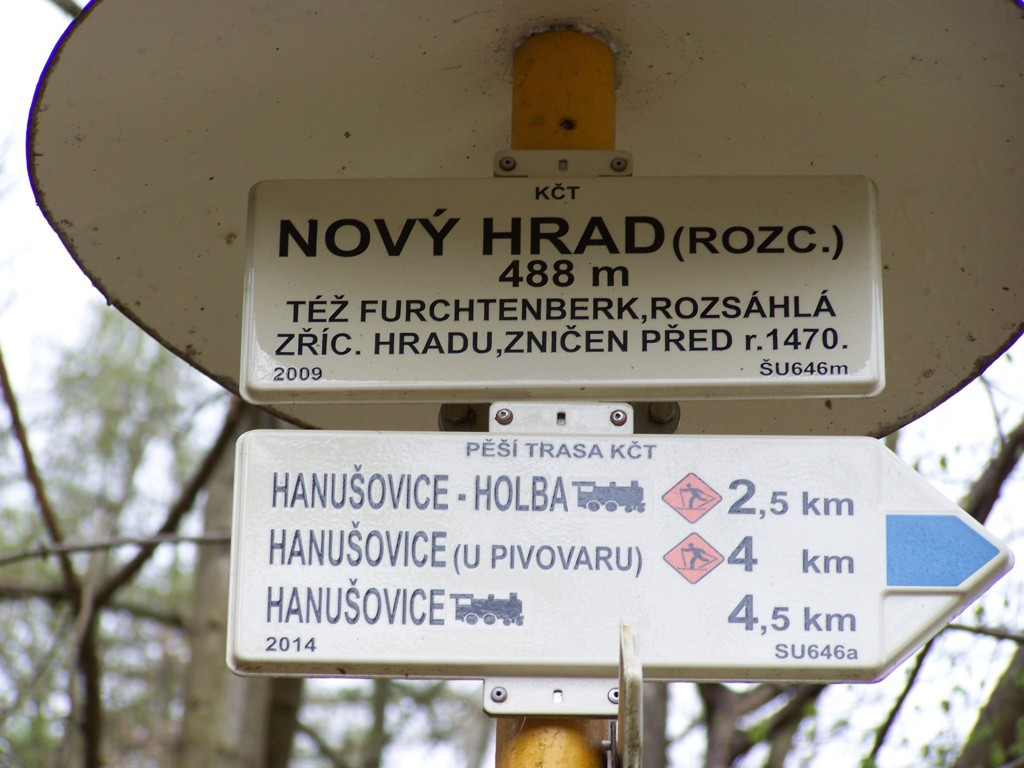 KČT
NOVÝ HRAD (ROZC.)
488 m
TÉŽ FURCHTENBERK,ROZSÁHLÁ
ZŘÍC. HRADU,ZNIČEN PŘED r.1470.
2009 ŠU646m
PĚŠÍ TRASA KČT
HANUŠOVICE - HOLBA 2,5 km
HANUŠOVICE (U PIVOVARU) 4 km
HANUŠOVICE 4,5 km
2014 SU646a